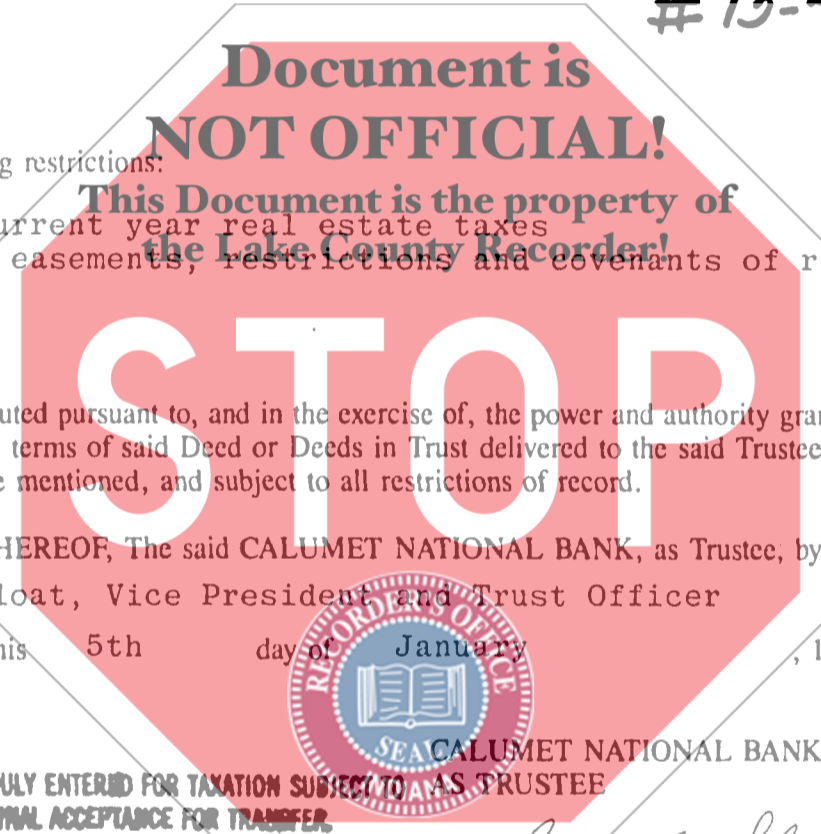 # 15-
Document is
NOT OFFICIAL!
g restrictions:
This Document is the property of
urrent year real estate taxes
the Lake County Recorder!
easements, restrictions and covenants of r
STOP
uted pursuant to, and in the exercise of, the power and authority gran
terms of said Deed or Deeds in Trust delivered to the said Trustee
e mentioned, and subject to all restrictions of record.
HEREOF, The said CALUMET NATIONAL BANK, as Trustee, by
loat, Vice President and Trust Officer
RECORDER'S OFFICE
his 5th day of January , 1
SEAL
CALUMET NATIONAL BANK
ULY ENTERED FOR TAXATION SUBJECT TO AS TRUSTEE
NAL ACCEPTANCE FOR TRANSFER